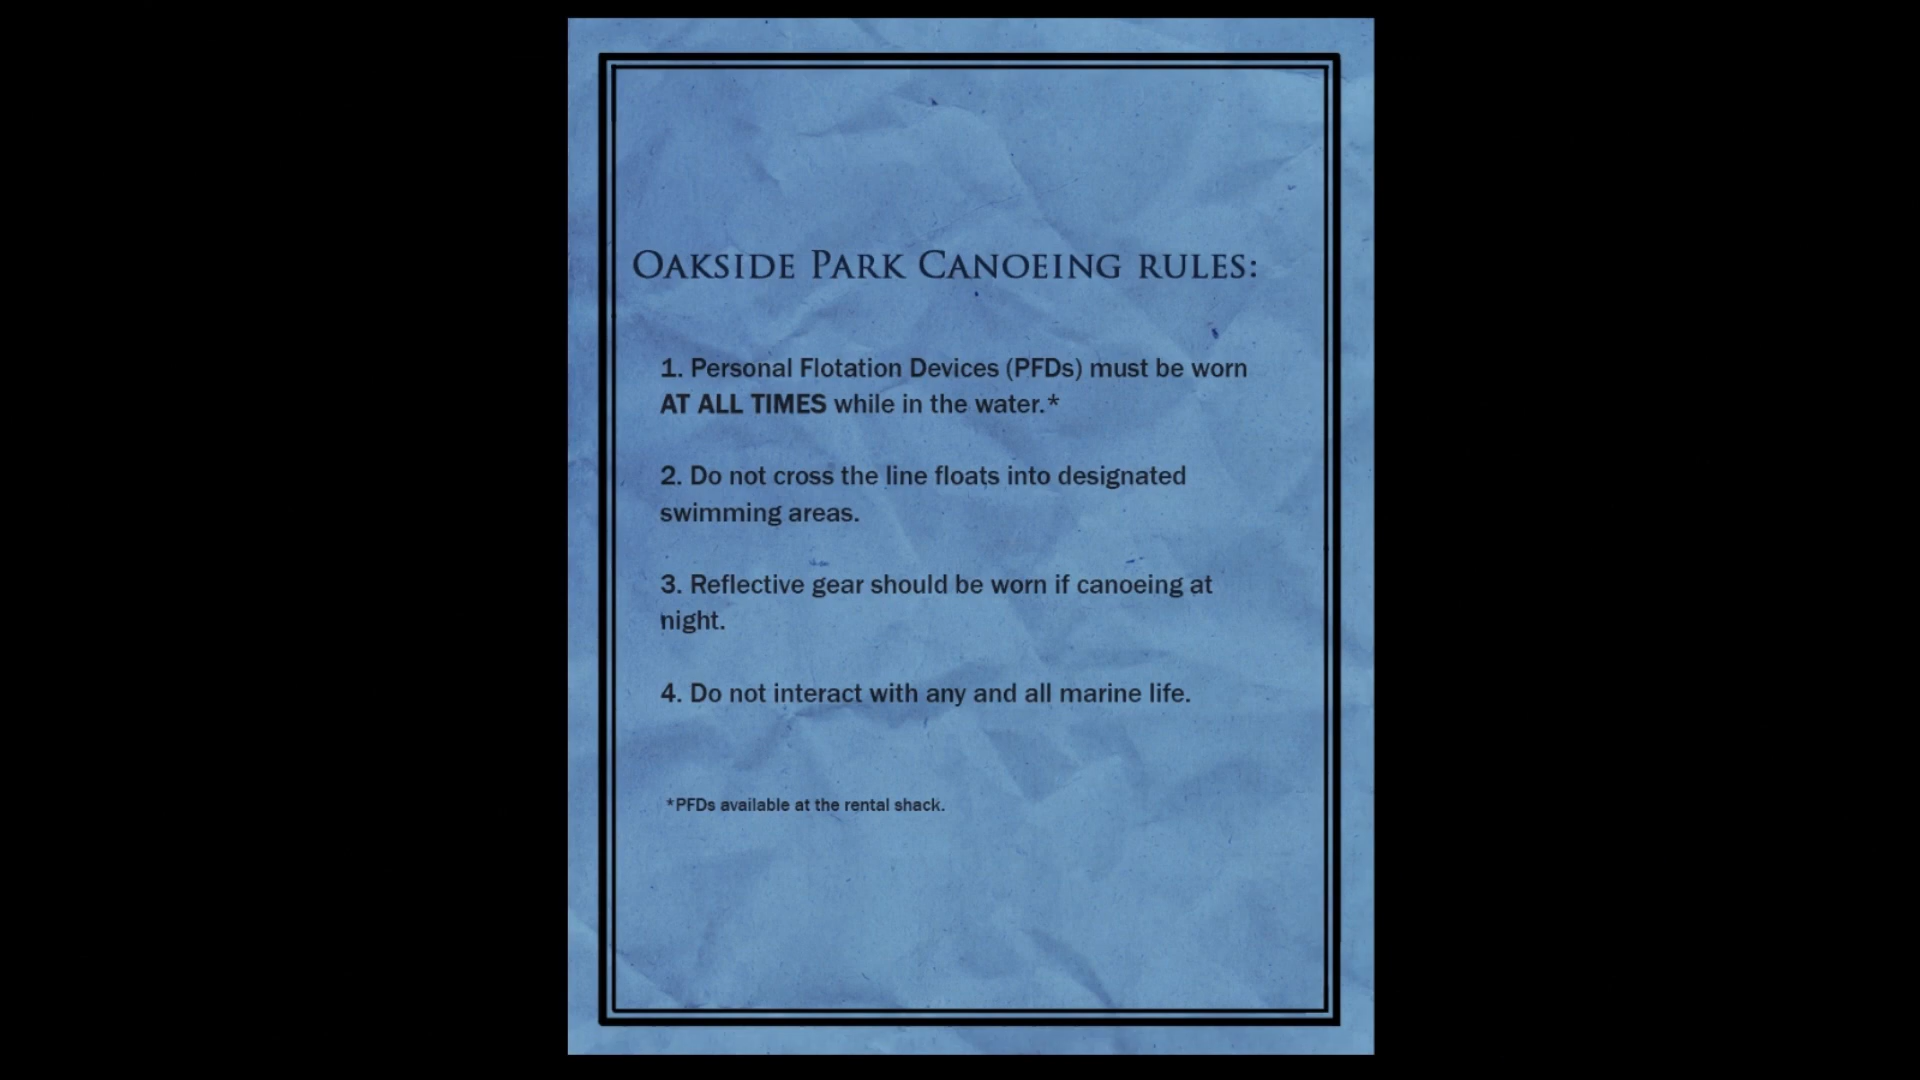 Oakside Park Canoeing rules:
1. Personal Flotation Devices (PFDs) must be worn
AT ALL TIMES while in the water.*
2. Do not cross the line floats into designated
swimming areas.
3. Reflective gear should be worn if canoeing at
night.
4. Do not interact with any and all marine life.
*PFDs available at the rental shack.